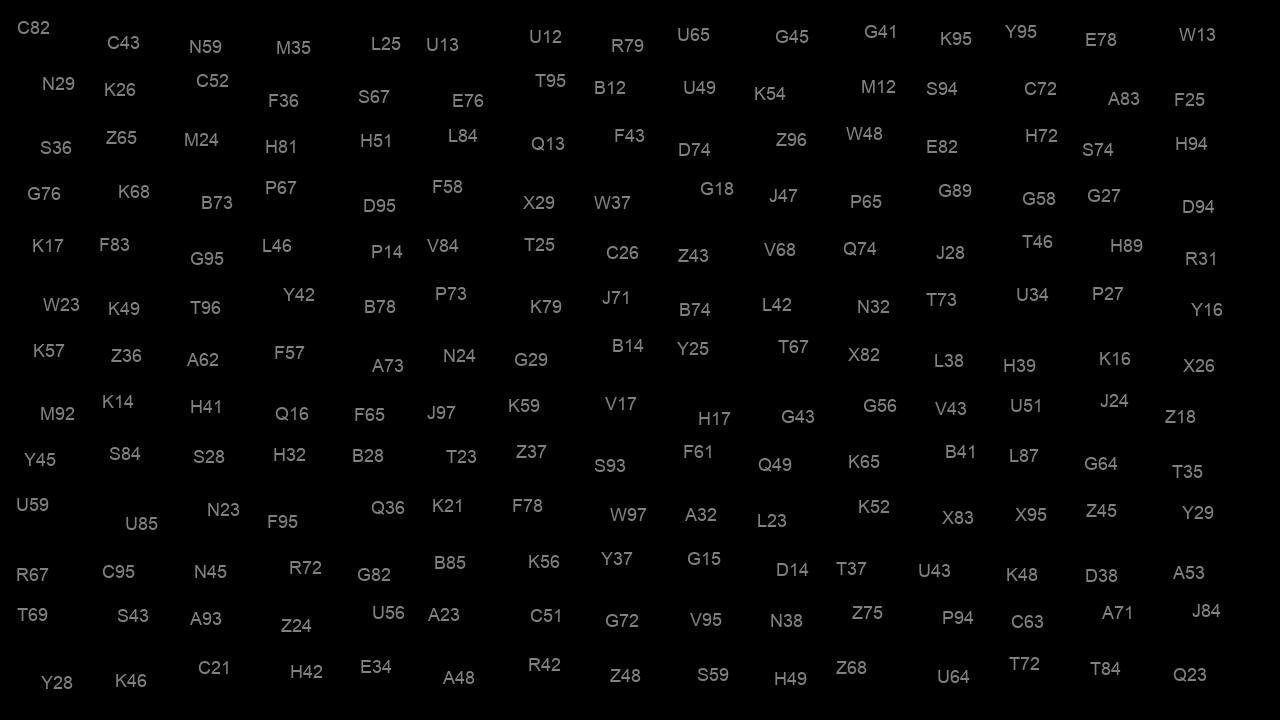 C82 C43 N59 M35 L25 U13 U12 R79 U65 G45 G41 K95 Y95 E78 W13
N29 K26 C52 F36 S67 E76 T95 B12 U49 K54 M12 S94 C72 A83 F25
S36 Z65 M24 H81 H51 L84 Q13 F43 D74 Z96 W48 E82 H72 S74 H94
G76 K68 B73 P67 D95 F58 X29 W37 G18 J47 P65 G89 G58 G27 D94
K17 F83 G95 L46 P14 V84 T25 C26 Z43 V68 Q74 J28 T46 H89 R31
W23 K49 T96 Y42 B78 P73 K79 J71 B74 L42 N32 T73 U34 P27 Y16
K57 Z36 A62 F57 A73 N24 G29 B14 Y25 T67 X82 L38 H39 K16 X26
M92 K14 H41 Q16 F65 J97 K59 V17 H17 G43 G56 V43 U51 J24 Z18
Y45 S84 S28 H32 B28 T23 Z37 S93 F61 Q49 K65 B41 L87 G64 T35
U59 U85 N23 F95 Q36 K21 F78 W97 A32 L23 K52 X83 X95 Z45 Y29
R67 C95 N45 R72 G82 B85 K56 Y37 G15 D14 T37 U43 K48 D38 A53
T69 S43 A93 Z24 U56 A23 C51 G72 V95 N38 Z75 P94 C63 A71 J84
Y28 K46 C21 H42 E34 A48 R42 Z48 S59 H49 Z68 U64 T72 T84 Q23